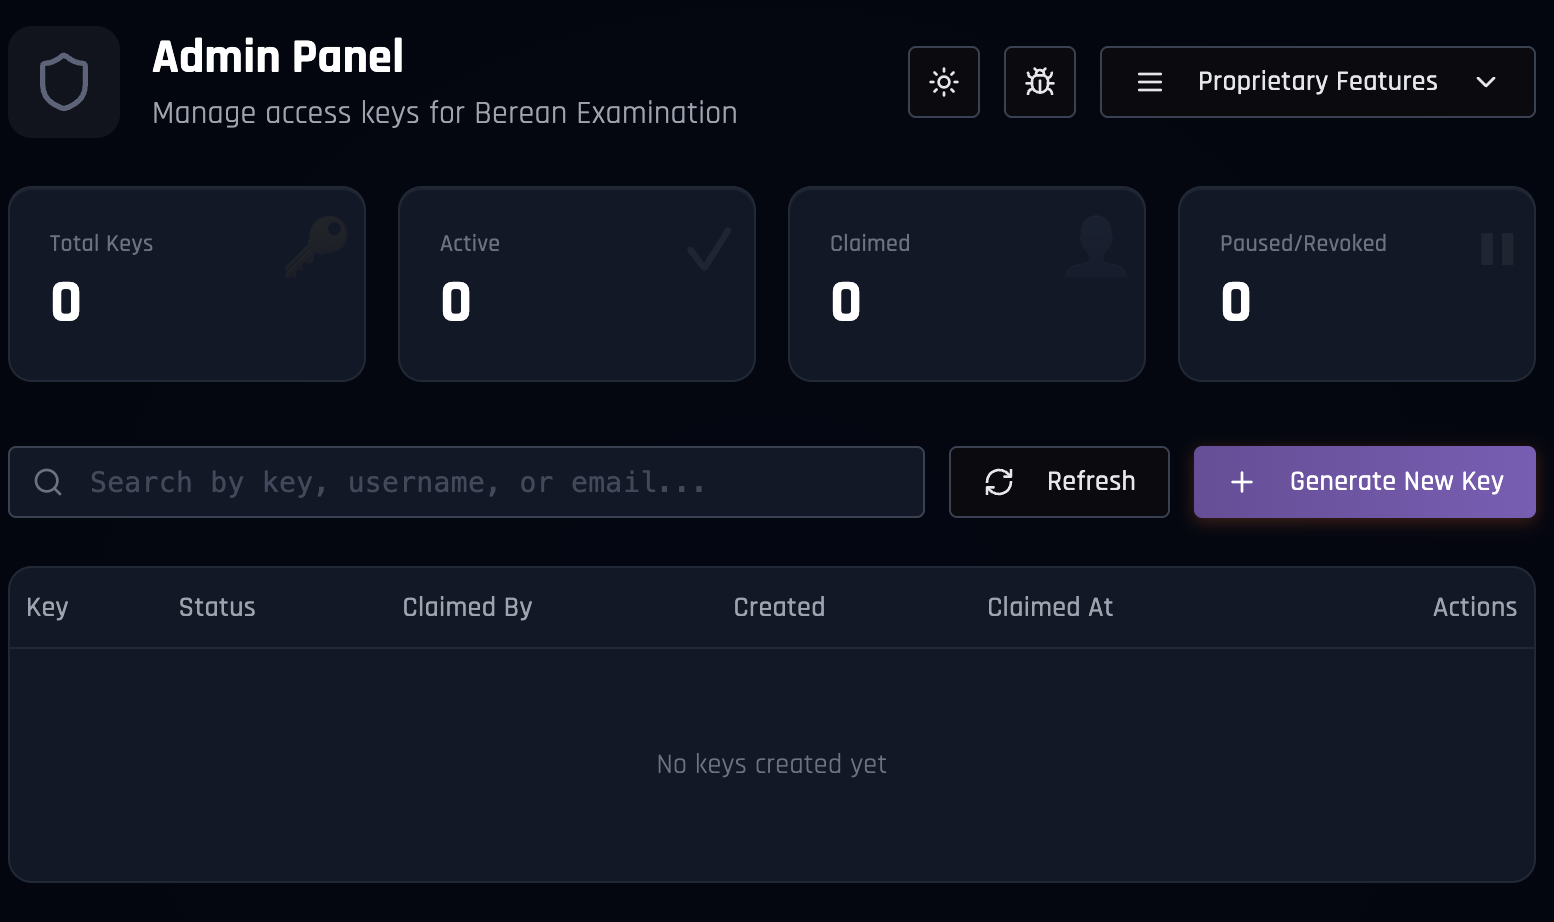 Admin Panel
Manage access keys for Berean Examination
Proprietary Features
Total Keys
0
Active
0
Claimed
0
Paused/Revoked
0
Search by key, username, or email...
Refresh
Generate New Key
Key Status Claimed By Created Claimed At Actions
No keys created yet